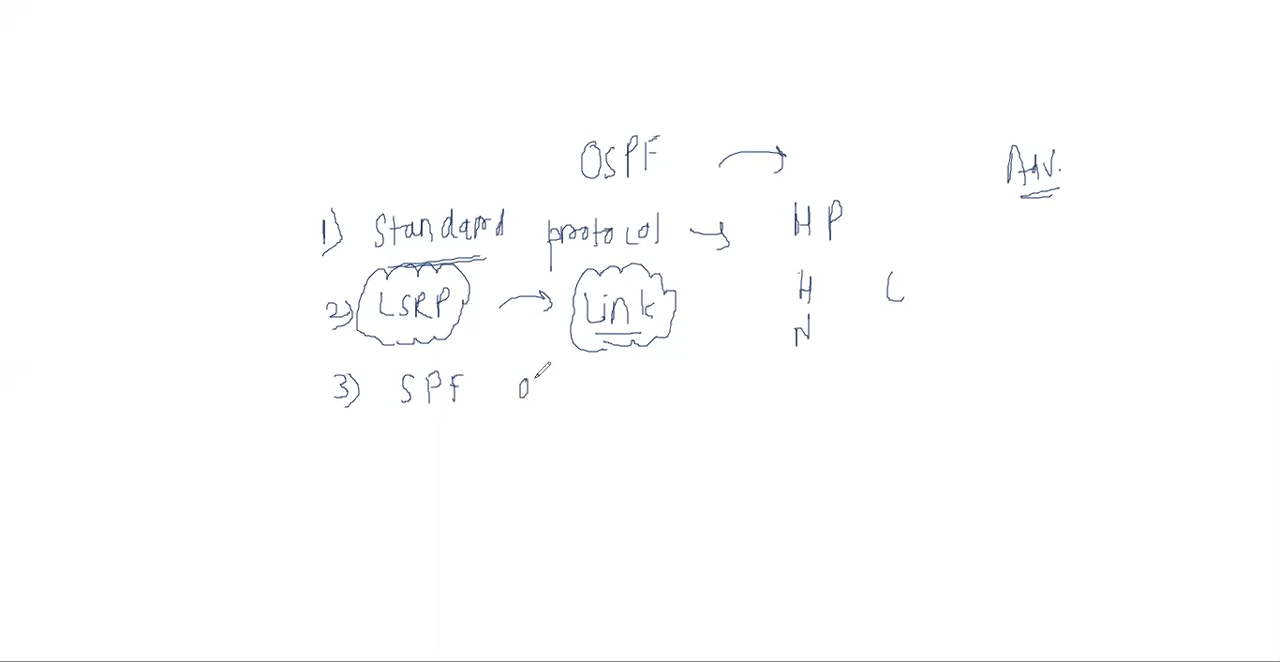 OSPF → Adv.
1) Standard protocol → HP
2) LSRP → Link H C
N
3) SPF